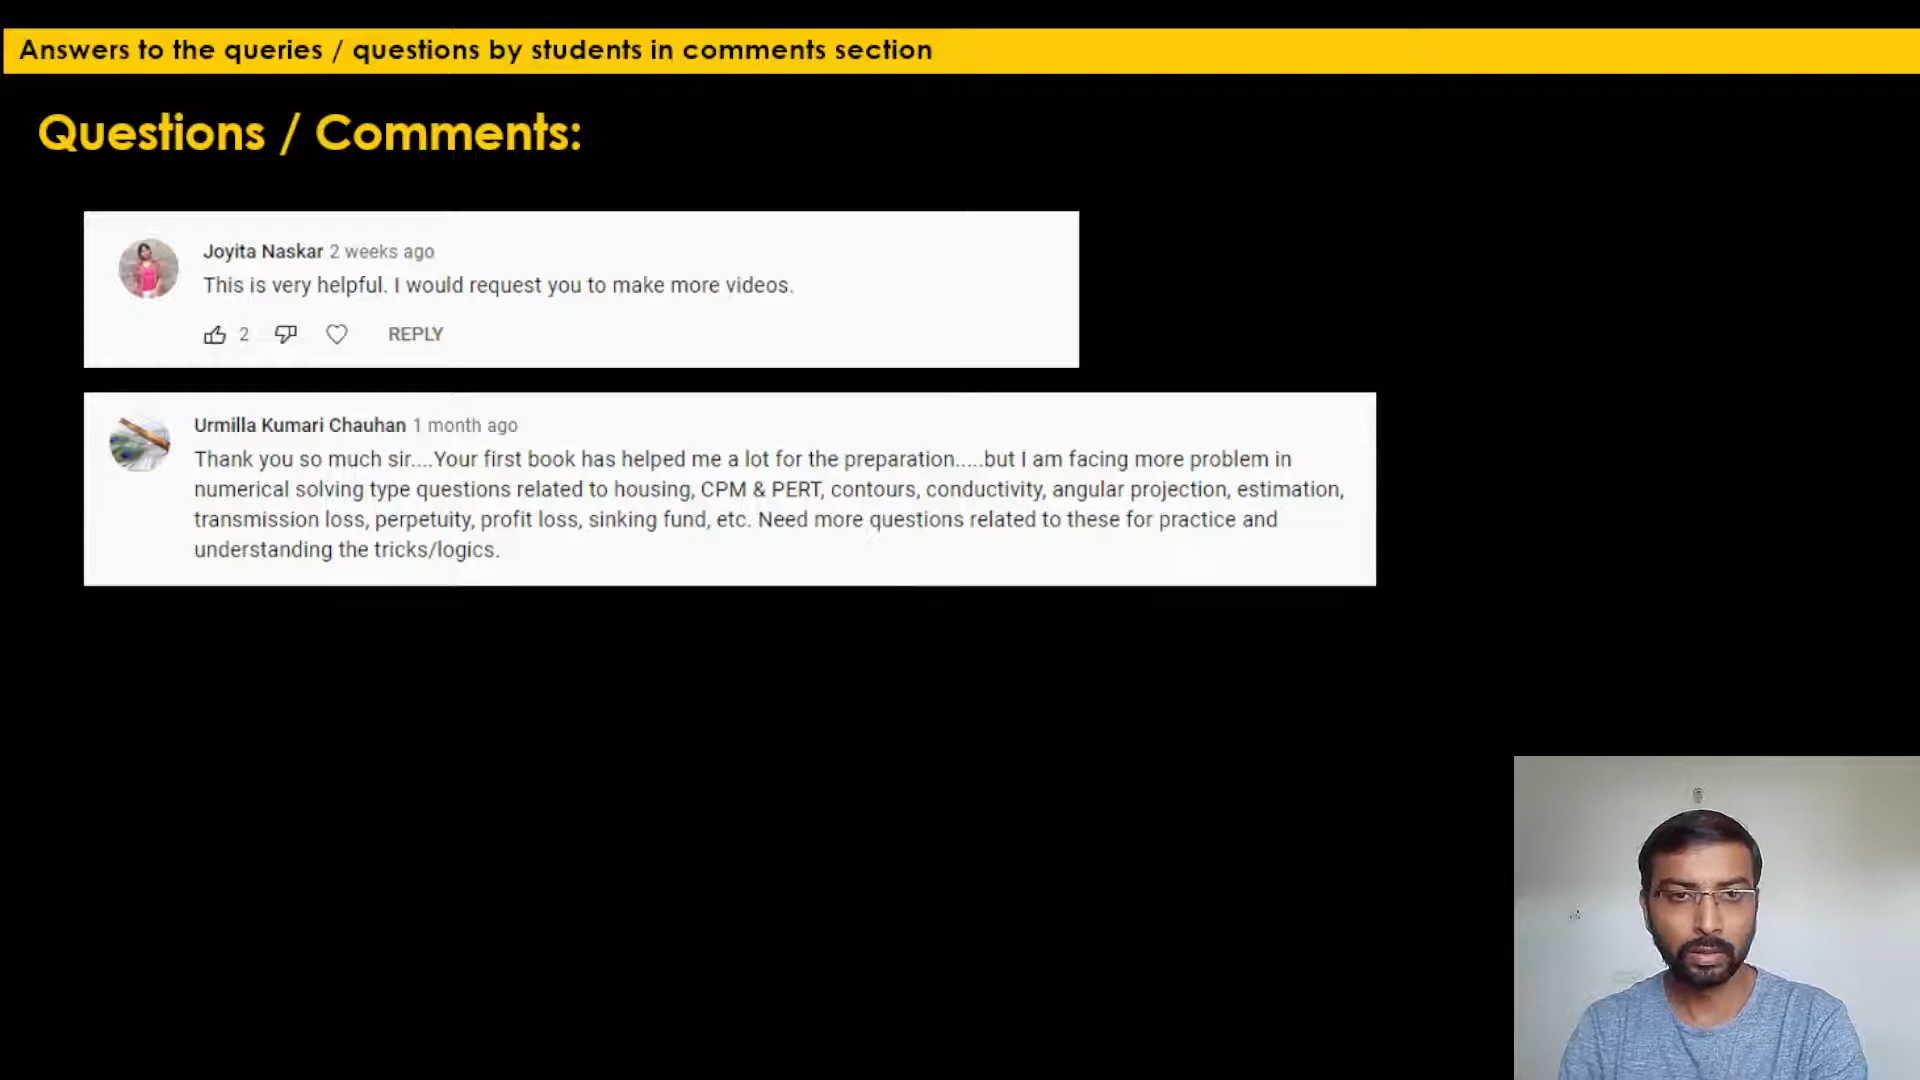 Answers to the queries / questions by students in comments section
Questions / Comments:
Joyita Naskar 2 weeks ago
This is very helpful. I would request you to make more videos.
2 REPLY
Urmilla Kumari Chauhan 1 month ago
Thank you so much sir....Your first book has helped me a lot for the preparation.....but I am facing more problem in
numerical solving type questions related to housing, CPM & PERT, contours, conductivity, angular projection, estimation,
transmission loss, perpetuity, profit loss, sinking fund, etc. Need more questions related to these for practice and
understanding the tricks/logics.